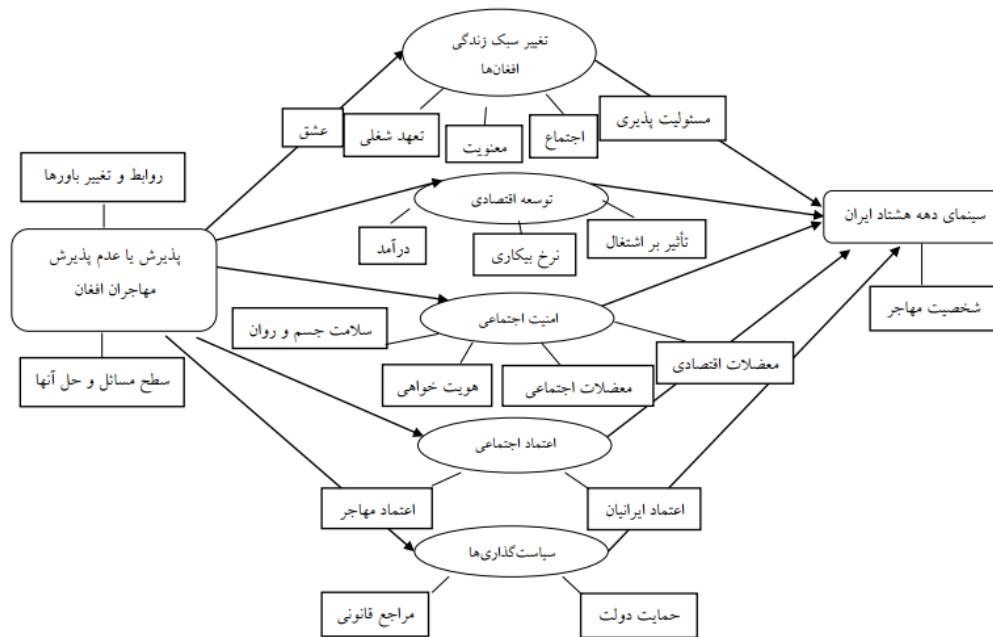 تغییر سبک زندگی
افغان‌ها
عشق
تعهد شغلی
معنویت
اجتماع
مسئولیت پذیری
روابط و تغییر باورها
پذیرش یا عدم پذیرش
مهاجران افغان
سطح مسائل و حل آنها
توسعه اقتصادی
درآمد
نرخ بیکاری
تأثیر بر اشتغال
سینمای دهه هشتاد ایران
شخصیت مهاجر
امنیت اجتماعی
سلامت جسم و روان
هویت خواهی
معضلات اجتماعی
معضلات اقتصادی
اعتماد اجتماعی
اعتماد مهاجر
اعتماد ایرانیان
سیاست‌گذاری‌ها
مراجع قانونی
حمایت دولت